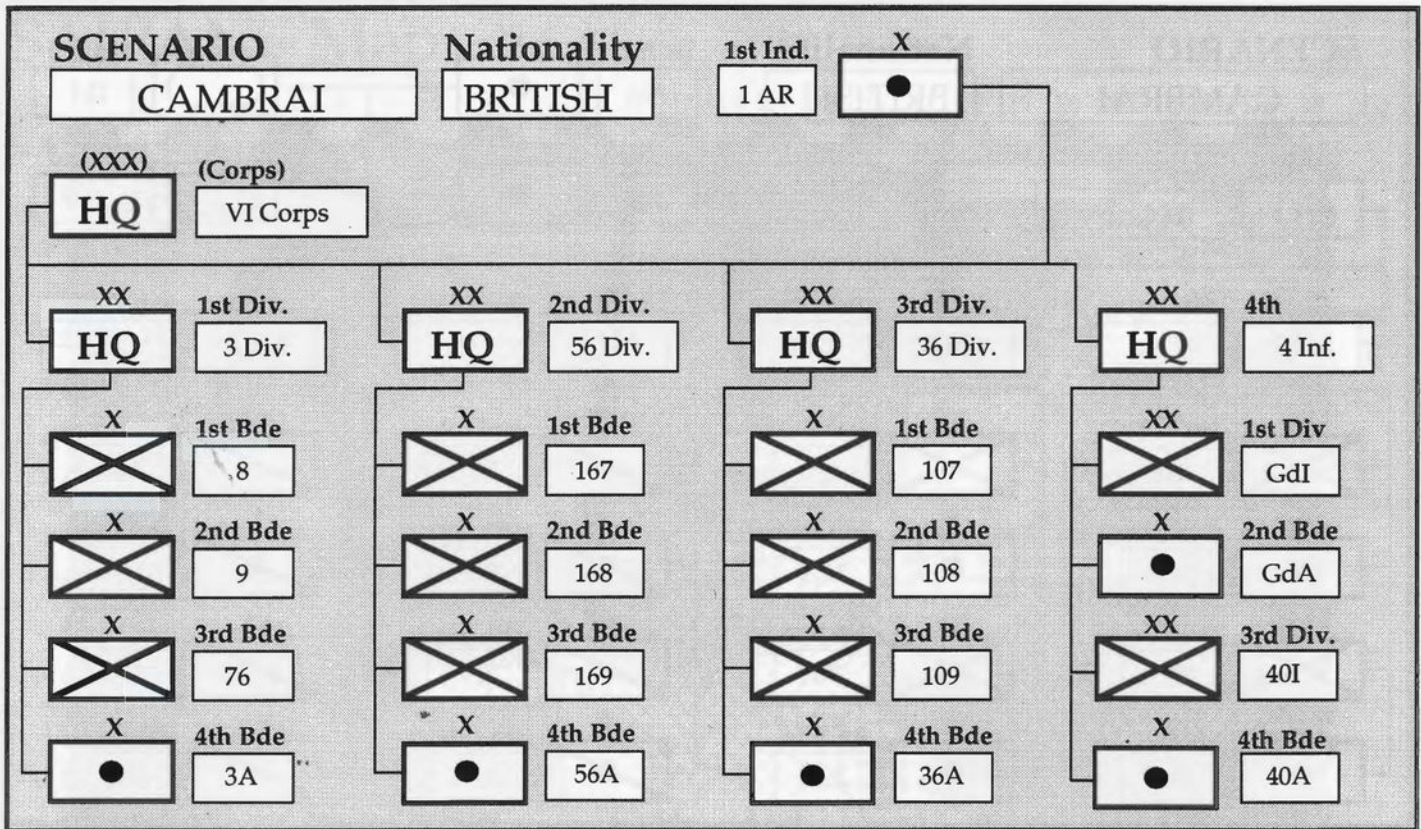 SCENARIO Nationality 1st Ind. X
CAMBRAI BRITISH 1 AR
(XXX) (Corps)
HQ VI Corps
XX 1st Div. XX 2nd Div. XX 3rd Div. XX 4th
HQ 3 Div. HQ 56 Div. HQ 36 Div. HQ 4 Inf.
X 1st Bde X 1st Bde X 1st Bde XX 1st Div
8 167 107 GdI
X 2nd Bde X 2nd Bde X 2nd Bde X 2nd Bde
9 168 108 GdA
X 3rd Bde X 3rd Bde X 3rd Bde XX 3rd Div.
76 169 109 40I
X 4th Bde X 4th Bde X 4th Bde X 4th Bde
3A 56A 36A 40A